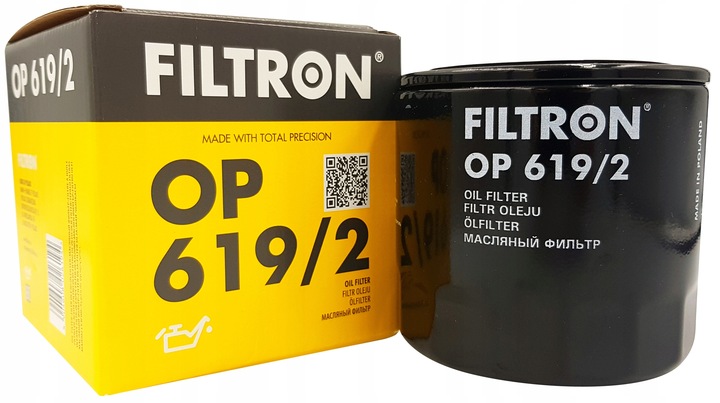 OP 619/2
FILTRON®
MADE WITH TOTAL PRECISION
OP
619/2
OIL FILTER
FILTR OLEJU
ÖLFILTER
МАСЛЯНЫЙ ФИЛЬТР
FILTRON®
OP 619/2
OIL FILTER
FILTR OLEJU
ÖLFILTER
МАСЛЯНЫЙ ФИЛЬТР
MADE IN POLAND